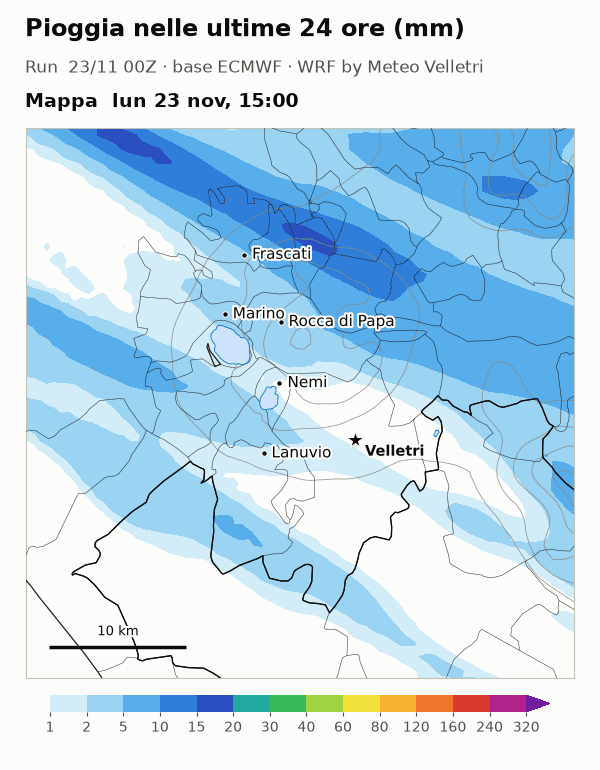 Pioggia nelle ultime 24 ore (mm)
Run  23/11 00Z · base ECMWF · WRF by Meteo Velletri
Mappa  lun 23 nov, 15:00
Frascati
Marino
Rocca di Papa
Nemi
Velletri
Lanuvio
10 km
1 2 5 10 15 20 30 40 60 80 120 160 240 320